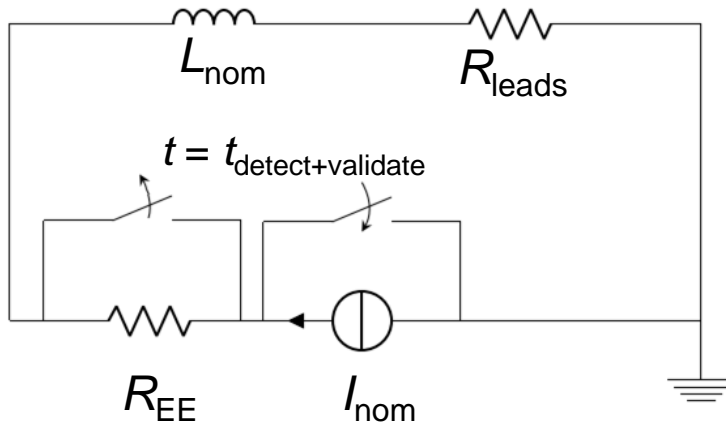 L_nom
R_leads
t = t_detect+validate
R_EE
I_nom